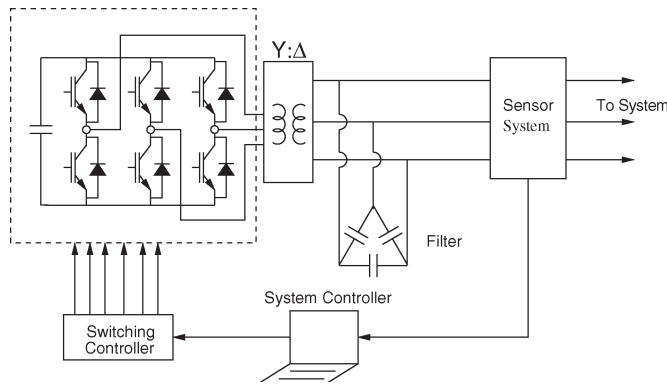 Y:Δ
Sensor
System
To System
Filter
System Controller
Switching
Controller